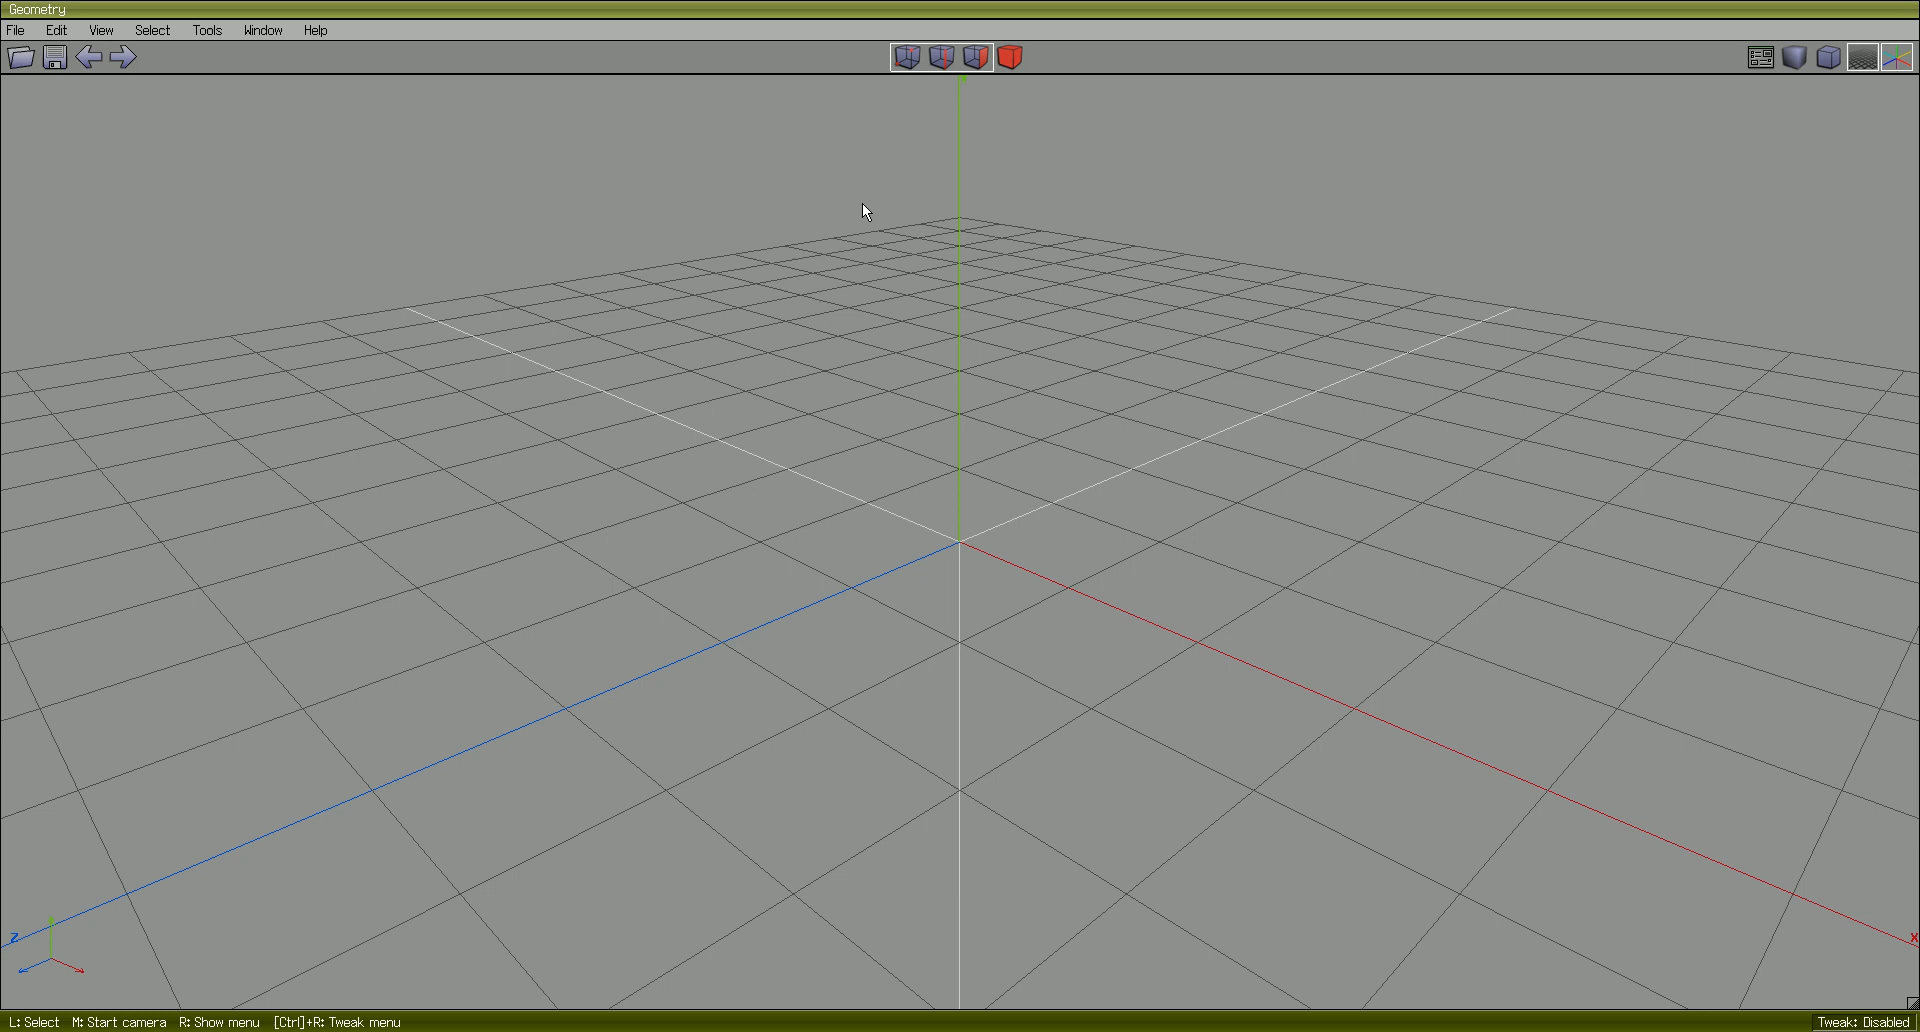 Geometry
File Edit View Select Tools Window Help
Z
X
L: Select M: Start camera R: Show menu [Ctrl]+R: Tweak menu
Tweak: Disabled